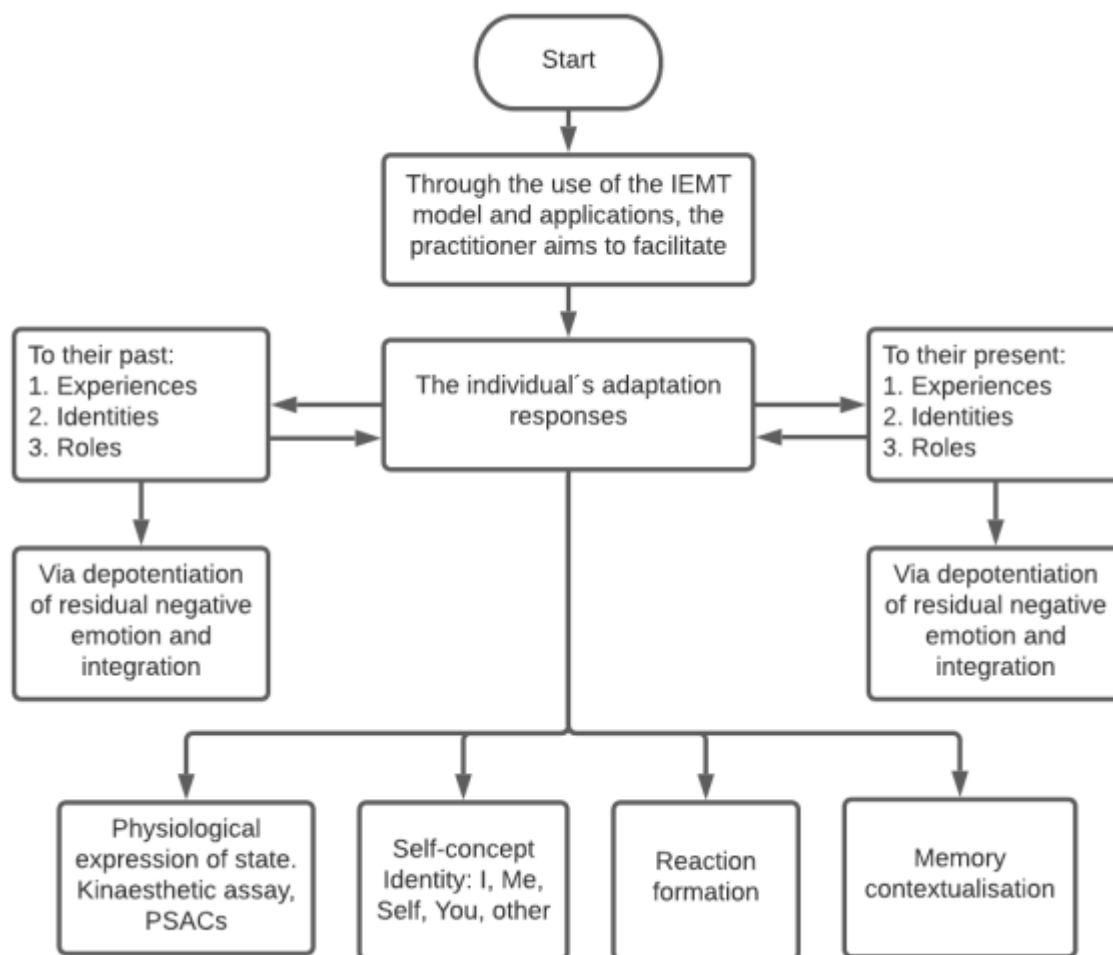 Start
Through the use of the IEMT
model and applications, the
practitioner aims to facilitate
To their past:
1. Experiences
2. Identities
3. Roles
The individual´s adaptation
responses
To their present:
1. Experiences
2. Identities
3. Roles
Via depotentiation
of residual negative
emotion and
integration
Via depotentiation
of residual negative
emotion and
integration
Physiological
expression of state.
Kinaesthetic assay,
PSACs
Self-concept
Identity: I, Me,
Self, You, other
Reaction
formation
Memory
contextualisation